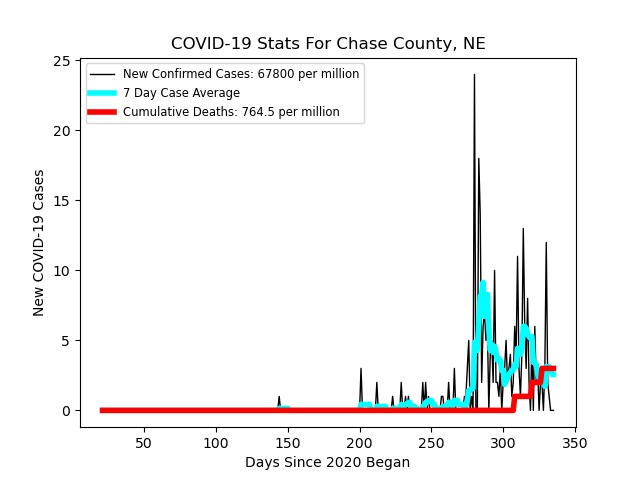 COVID-19 Stats For Chase County, NE
New Confirmed Cases: 67800 per million
7 Day Case Average
Cumulative Deaths: 764.5 per million
New COVID-19 Cases
25
20
15
10
5
0
50
100
150
200
250
300
350
Days Since 2020 Began